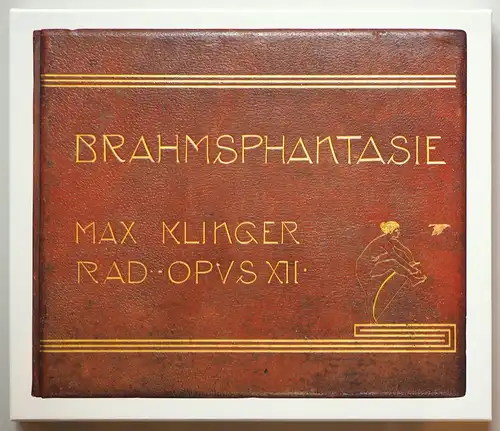 BRAHMSPHANTASIE
MAX KLINGER
RAD··OPVS XII·